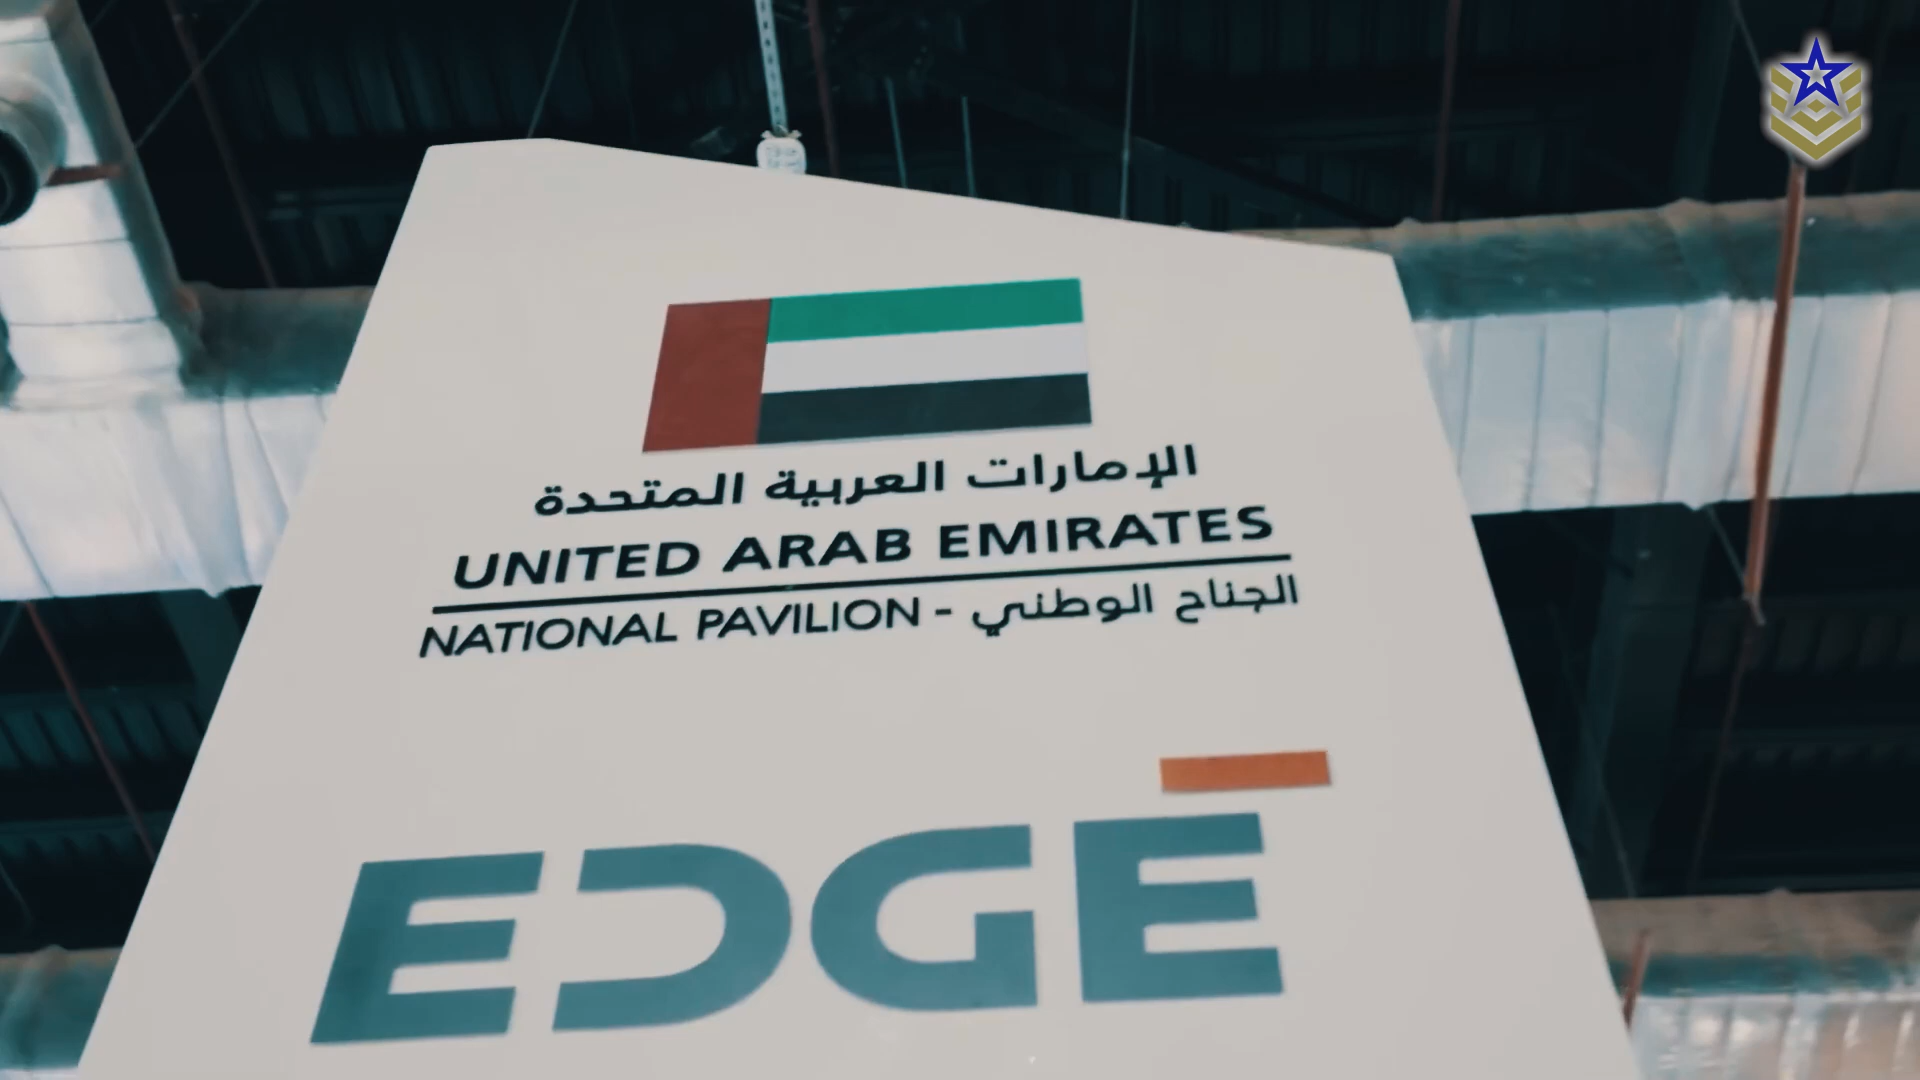 الإمارات العربية المتحدة
UNITED ARAB EMIRATES
NATIONAL PAVILION - الجناح الوطني
EDGE